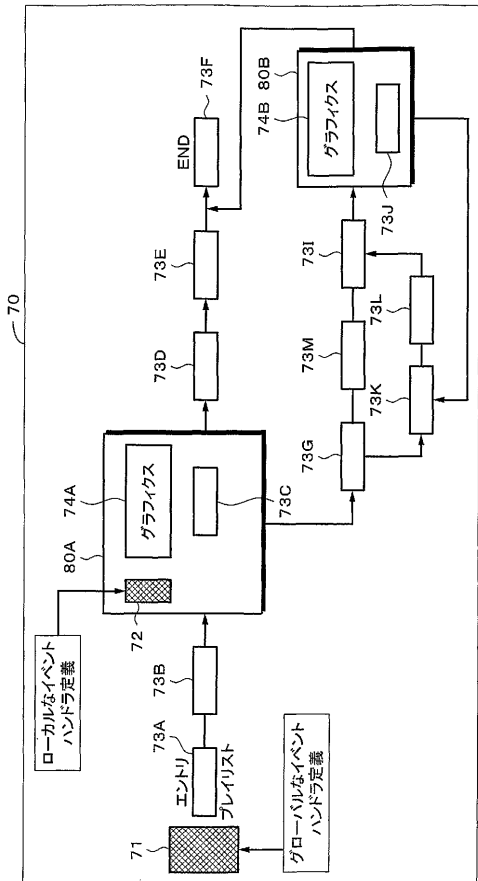 70
ローカルなイベント
ハンドラ定義
80A
74A
72
グラフィクス
73C
71
エントリ
プレイリスト
73A
73B
グローバルなイベント
ハンドラ定義
73D
73E
END
73F
73G
73M
73I
73K
73L
80B
74B
グラフィクス
73J